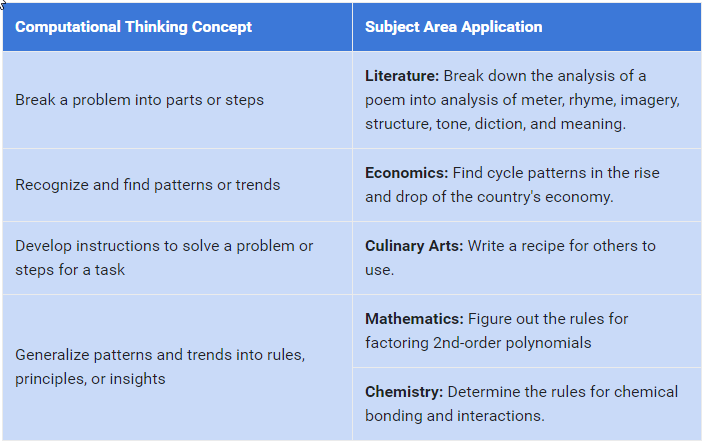 Computational Thinking Concept
Subject Area Application
Break a problem into parts or steps
Literature: Break down the analysis of a
poem into analysis of meter, rhyme, imagery,
structure, tone, diction, and meaning.
Recognize and find patterns or trends
Economics: Find cycle patterns in the rise
and drop of the country's economy.
Develop instructions to solve a problem or
steps for a task
Culinary Arts: Write a recipe for others to
use.
Generalize patterns and trends into rules,
principles, or insights
Mathematics: Figure out the rules for
factoring 2nd-order polynomials
Chemistry: Determine the rules for chemical
bonding and interactions.